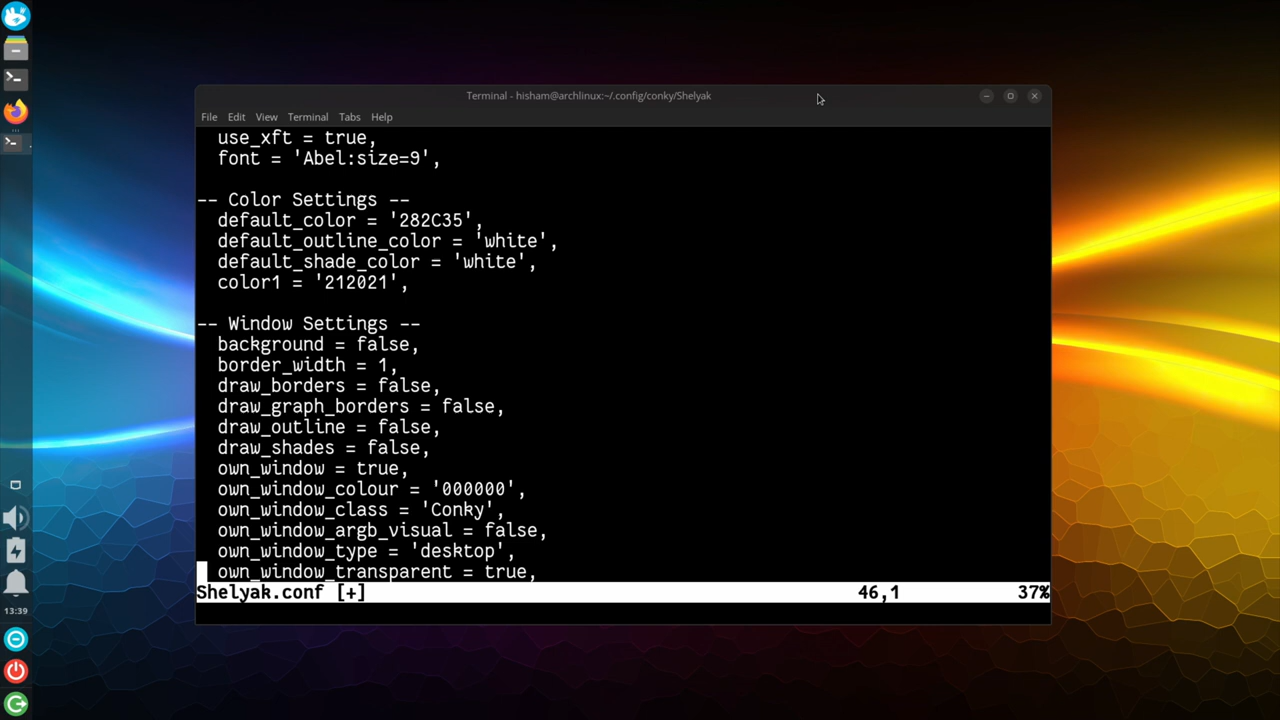 Terminal - hisham@archlinux:~/.config/conky/Shelyak
File Edit View Terminal Tabs Help
use_xft = true,
font = 'Abel:size=9',
-- Color Settings --
default_color = '282C35',
default_outline_color = 'white',
default_shade_color = 'white',
color1 = '212021',
-- Window Settings --
background = false,
border_width = 1,
draw_borders = false,
draw_graph_borders = false,
draw_outline = false,
draw_shades = false,
own_window = true,
own_window_colour = '000000',
own_window_class = 'Conky',
own_window_argb_visual = false,
own_window_type = 'desktop',
own_window_transparent = true,
Shelyak.conf [+] 46,1 37%
13:39